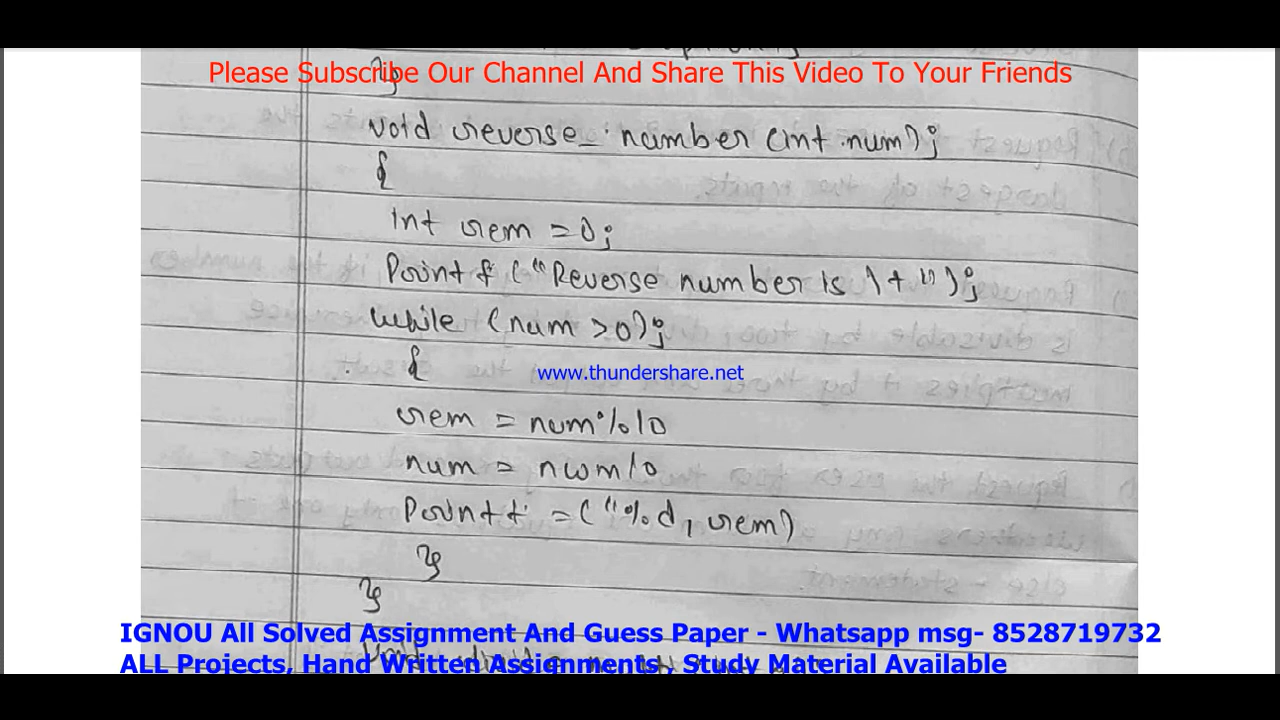 }
Please Subscribe Our Channel And Share This Video To Your Friends
void reverse_number (int num);
{
int rem = 0;
Printf ("Reverse number is \t");
while (num >0);
{
www.thundershare.net
rem = num%10
num = num/0
Printf = ("%d, rem)
}
}
IGNOU All Solved Assignment And Guess Paper - Whatsapp msg- 8528719732
ALL Projects, Hand Written Assignments, Study Material Available